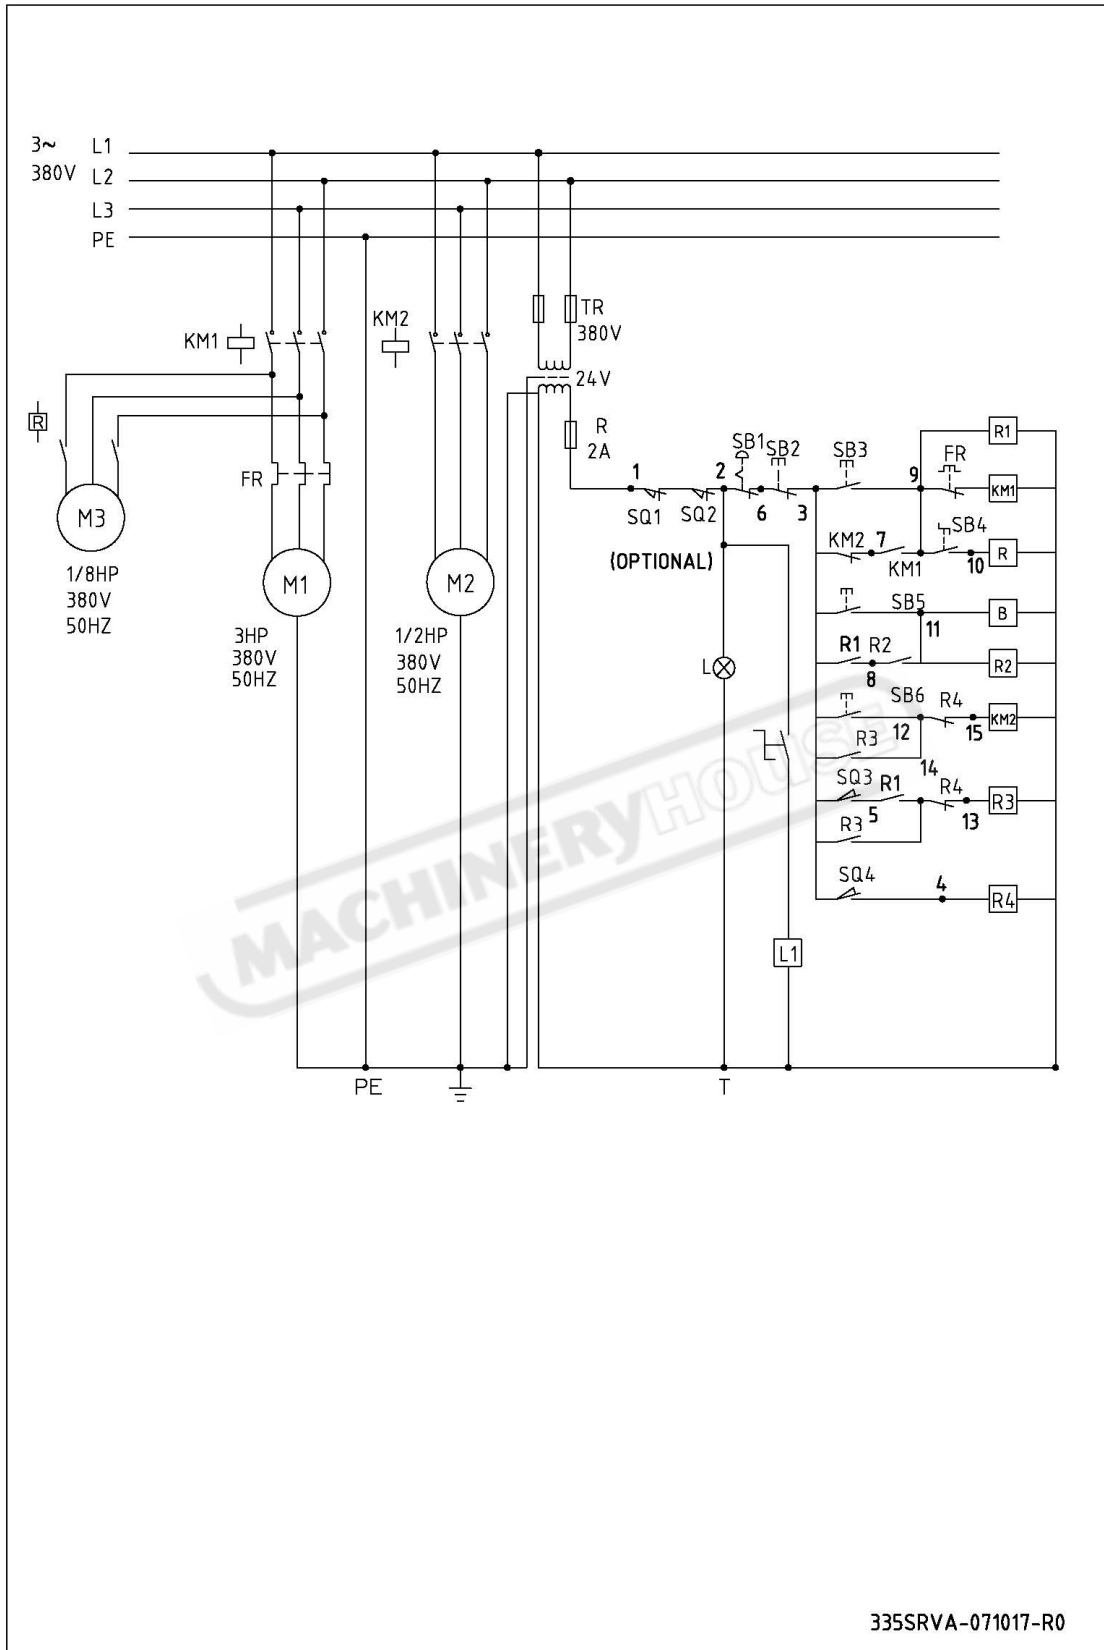 3~ L1
380V L2
L3
PE
KM1
KM2
TR
380V
24V
R
R
2A
FR
M3
1/8HP
380V
50HZ
M1
3HP
380V
50HZ
M2
1/2HP
380V
50HZ
1
SQ1
SQ2
2
SB1
SB2
6
3
(OPTIONAL)
SB3
9
FR
R1
KM1
KM2
7
KM1
SB4
10
R
SB5
11
B
R1
R2
8
R2
SB6
12
R4
15
KM2
R3
14
SQ3
R1
5
R4
13
R3
R3
SQ4
4
R4
L
L1
PE
T
MACHINERYHOUSE
335SRVA-071017-R0